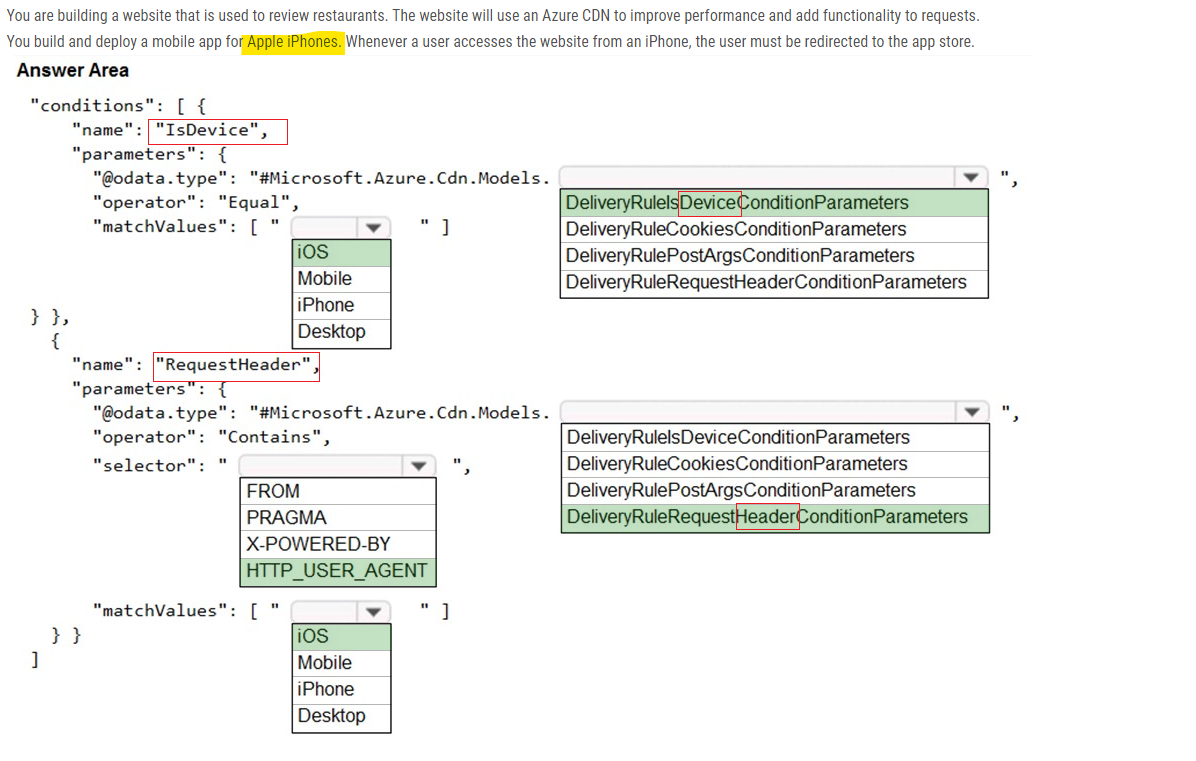 You are building a website that is used to review restaurants. The website will use an Azure CDN to improve performance and add functionality to requests.
You build and deploy a mobile app for Apple iPhones. Whenever a user accesses the website from an iPhone, the user must be redirected to the app store.
Answer Area
"conditions": [ {
"name": "IsDevice",
"parameters": {
"@odata.type": "#Microsoft.Azure.Cdn.Models. ",
DeliveryRuleIsDeviceConditionParameters
DeliveryRuleCookiesConditionParameters
DeliveryRulePostArgsConditionParameters
DeliveryRuleRequestHeaderConditionParameters
"operator": "Equal",
"matchValues": [ " " ]
iOS
Mobile
iPhone
Desktop
} },
{
"name": "RequestHeader",
"parameters": {
"@odata.type": "#Microsoft.Azure.Cdn.Models. ",
DeliveryRuleIsDeviceConditionParameters
DeliveryRuleCookiesConditionParameters
DeliveryRulePostArgsConditionParameters
DeliveryRuleRequestHeaderConditionParameters
"operator": "Contains",
"selector": " ",
FROM
PRAGMA
X-POWERED-BY
HTTP_USER_AGENT
"matchValues": [ " " ]
iOS
Mobile
iPhone
Desktop
} }
]